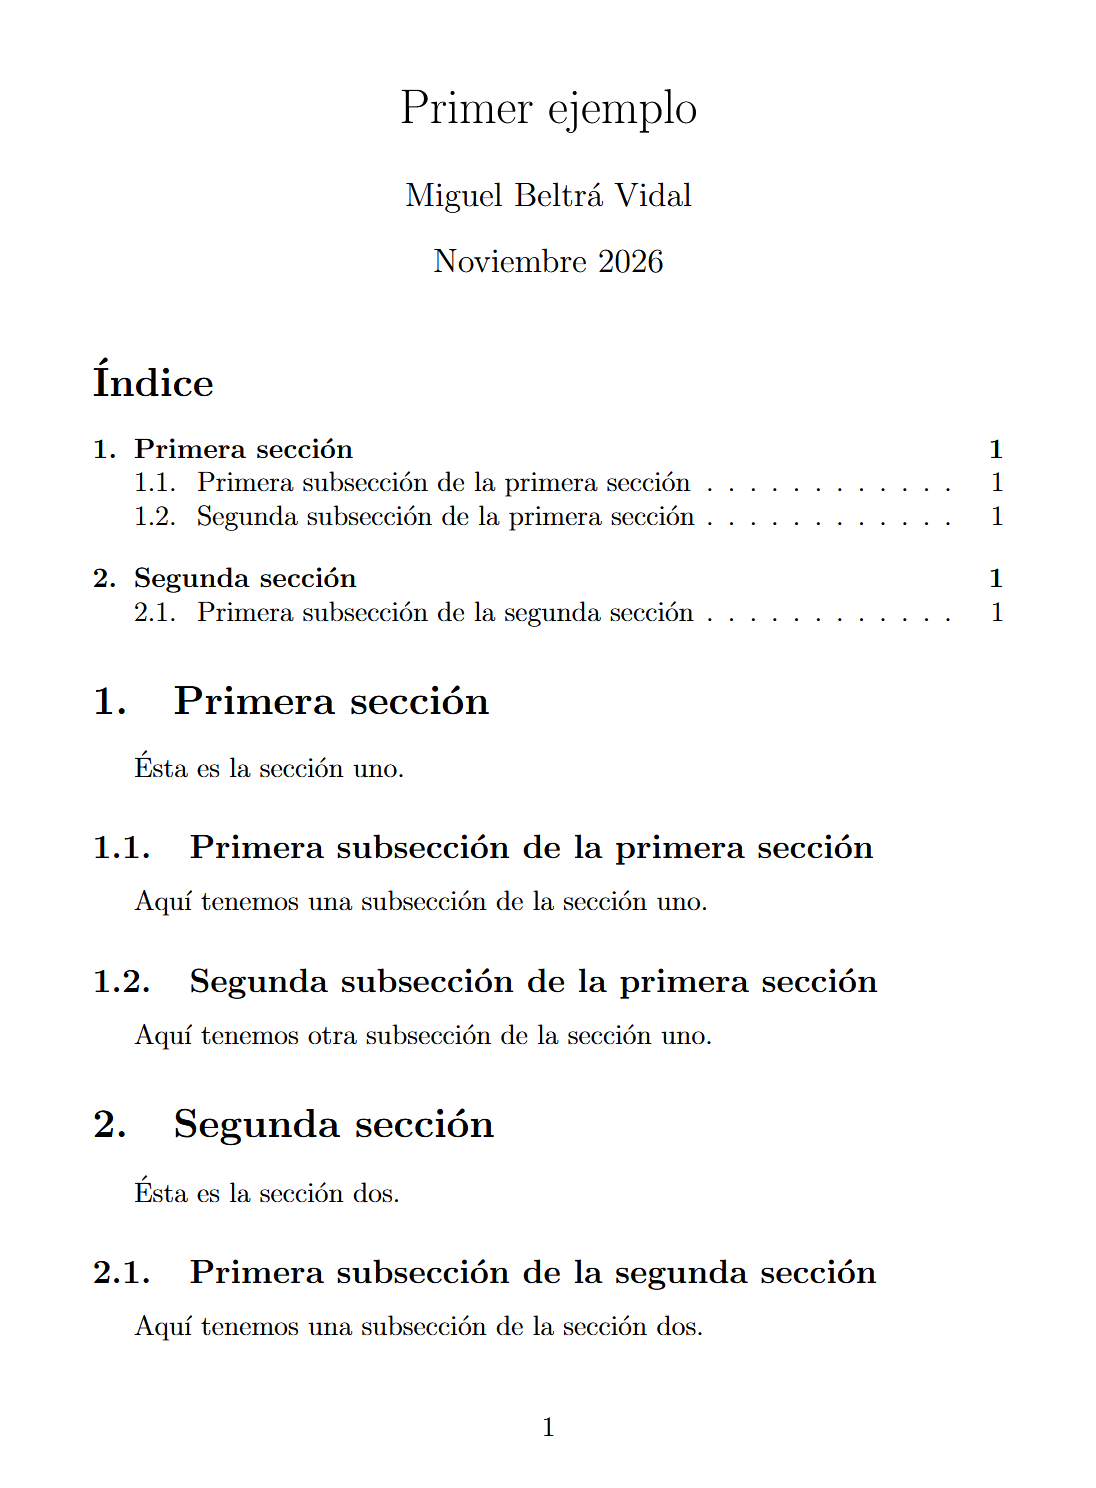 Primer ejemplo
Miguel Beltrá Vidal
Noviembre 2026
Índice
1. Primera sección 1
1.1. Primera subsección de la primera sección . . . . . . . . . . . . 1
1.2. Segunda subsección de la primera sección . . . . . . . . . . . . 1
2. Segunda sección 1
2.1. Primera subsección de la segunda sección . . . . . . . . . . . . 1
1. Primera sección
Ésta es la sección uno.
1.1. Primera subsección de la primera sección
Aquí tenemos una subsección de la sección uno.
1.2. Segunda subsección de la primera sección
Aquí tenemos otra subsección de la sección uno.
2. Segunda sección
Ésta es la sección dos.
2.1. Primera subsección de la segunda sección
Aquí tenemos una subsección de la sección dos.
1